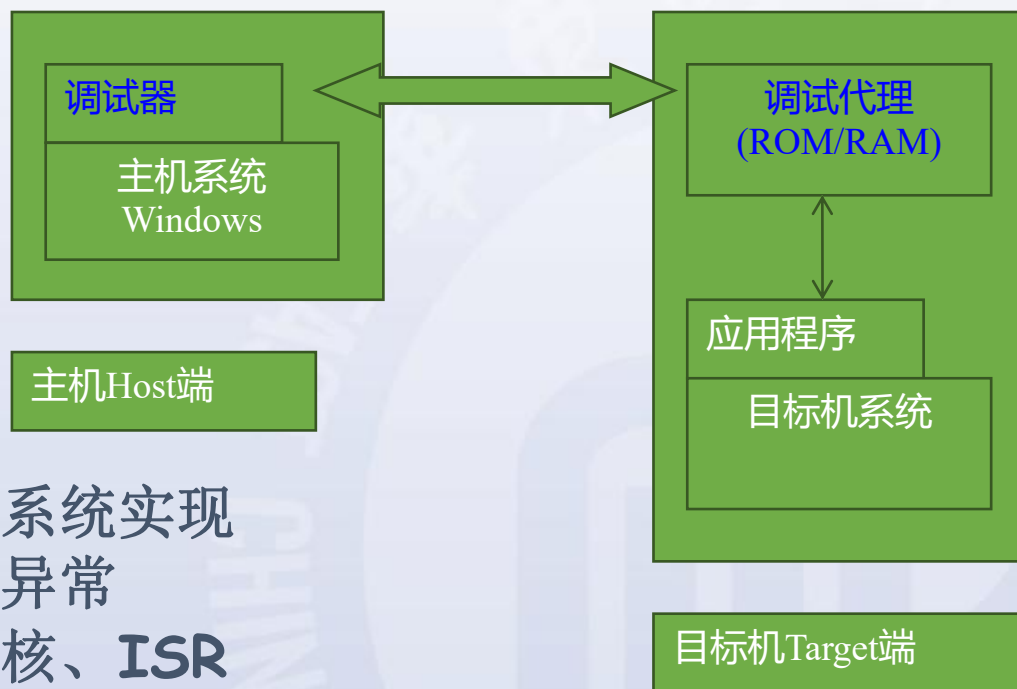 调试器
主机系统
Windows
主机Host端
系统实现
异常
核、ISR
调试代理
(ROM/RAM)
应用程序
目标机系统
目标机Target端